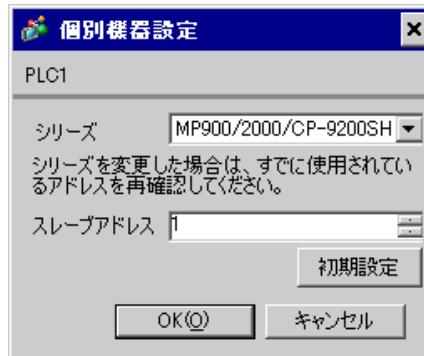 個別機器設定
PLC1
シリーズ MP900/2000/CP-9200SH
シリーズを変更した場合は、すでに使用されてい
るアドレスを再確認してください。
スレーブアドレス 1
初期設定
OK(O) キャンセル